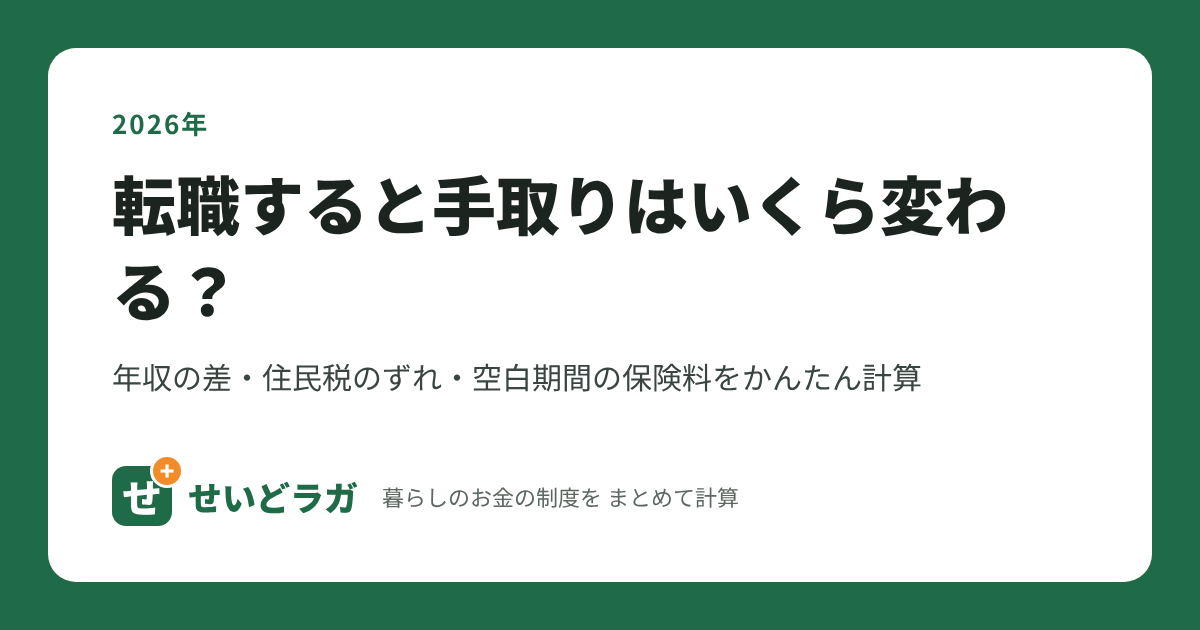 2026年
転職すると手取りはいくら変わ
る？
年収の差・住民税のずれ・空白期間の保険料をかんたん計算
せ+
せいどラガ 暮らしのお金の制度を まとめて計算